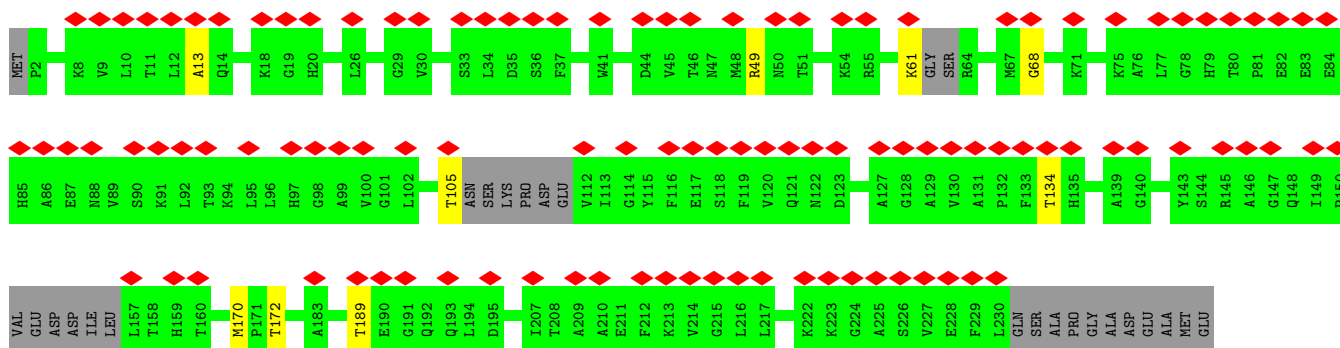 MET P2 K8 V9 L10 T11 L12 A13 Q14 K18 G19 H20 L26 G29 V30 S33 L34 D35 S36 F37 W41 D44 V45 T46 N47 M48 R49 N50 T51 K54 R55 K61 GLY SER R64 M67 G68 K71 K75 A76 L77 G78 H79 T80 P81 E82 E83 E84
H85 A86 E87 N88 V89 S90 K91 L92 T93 K94 L95 L96 H97 G98 A99 V100 G101 L102 T105 ASN SER LYS PRO ASP GLU V112 I113 G114 Y115 F116 E117 S118 F119 V120 Q121 N122 D123 A127 G128 A129 V130 A131 P132 F133 T134 H135 A139 G140 Y143 S144 R145 A146 G147 Q148 I149
VAL GLU ASP ASP ILE LEU L157 T158 H159 T160 M170 P171 T172 A183 T189 E190 G191 Q192 Q193 L194 D195 I207 T208 A209 A210 E211 F212 K213 V214 G215 L216 L217 K222 K223 G224 A225 S226 V227 E228 F229 L230 GLN SER ALA PRO GLY ALA ASP GLU ALA MET GLU